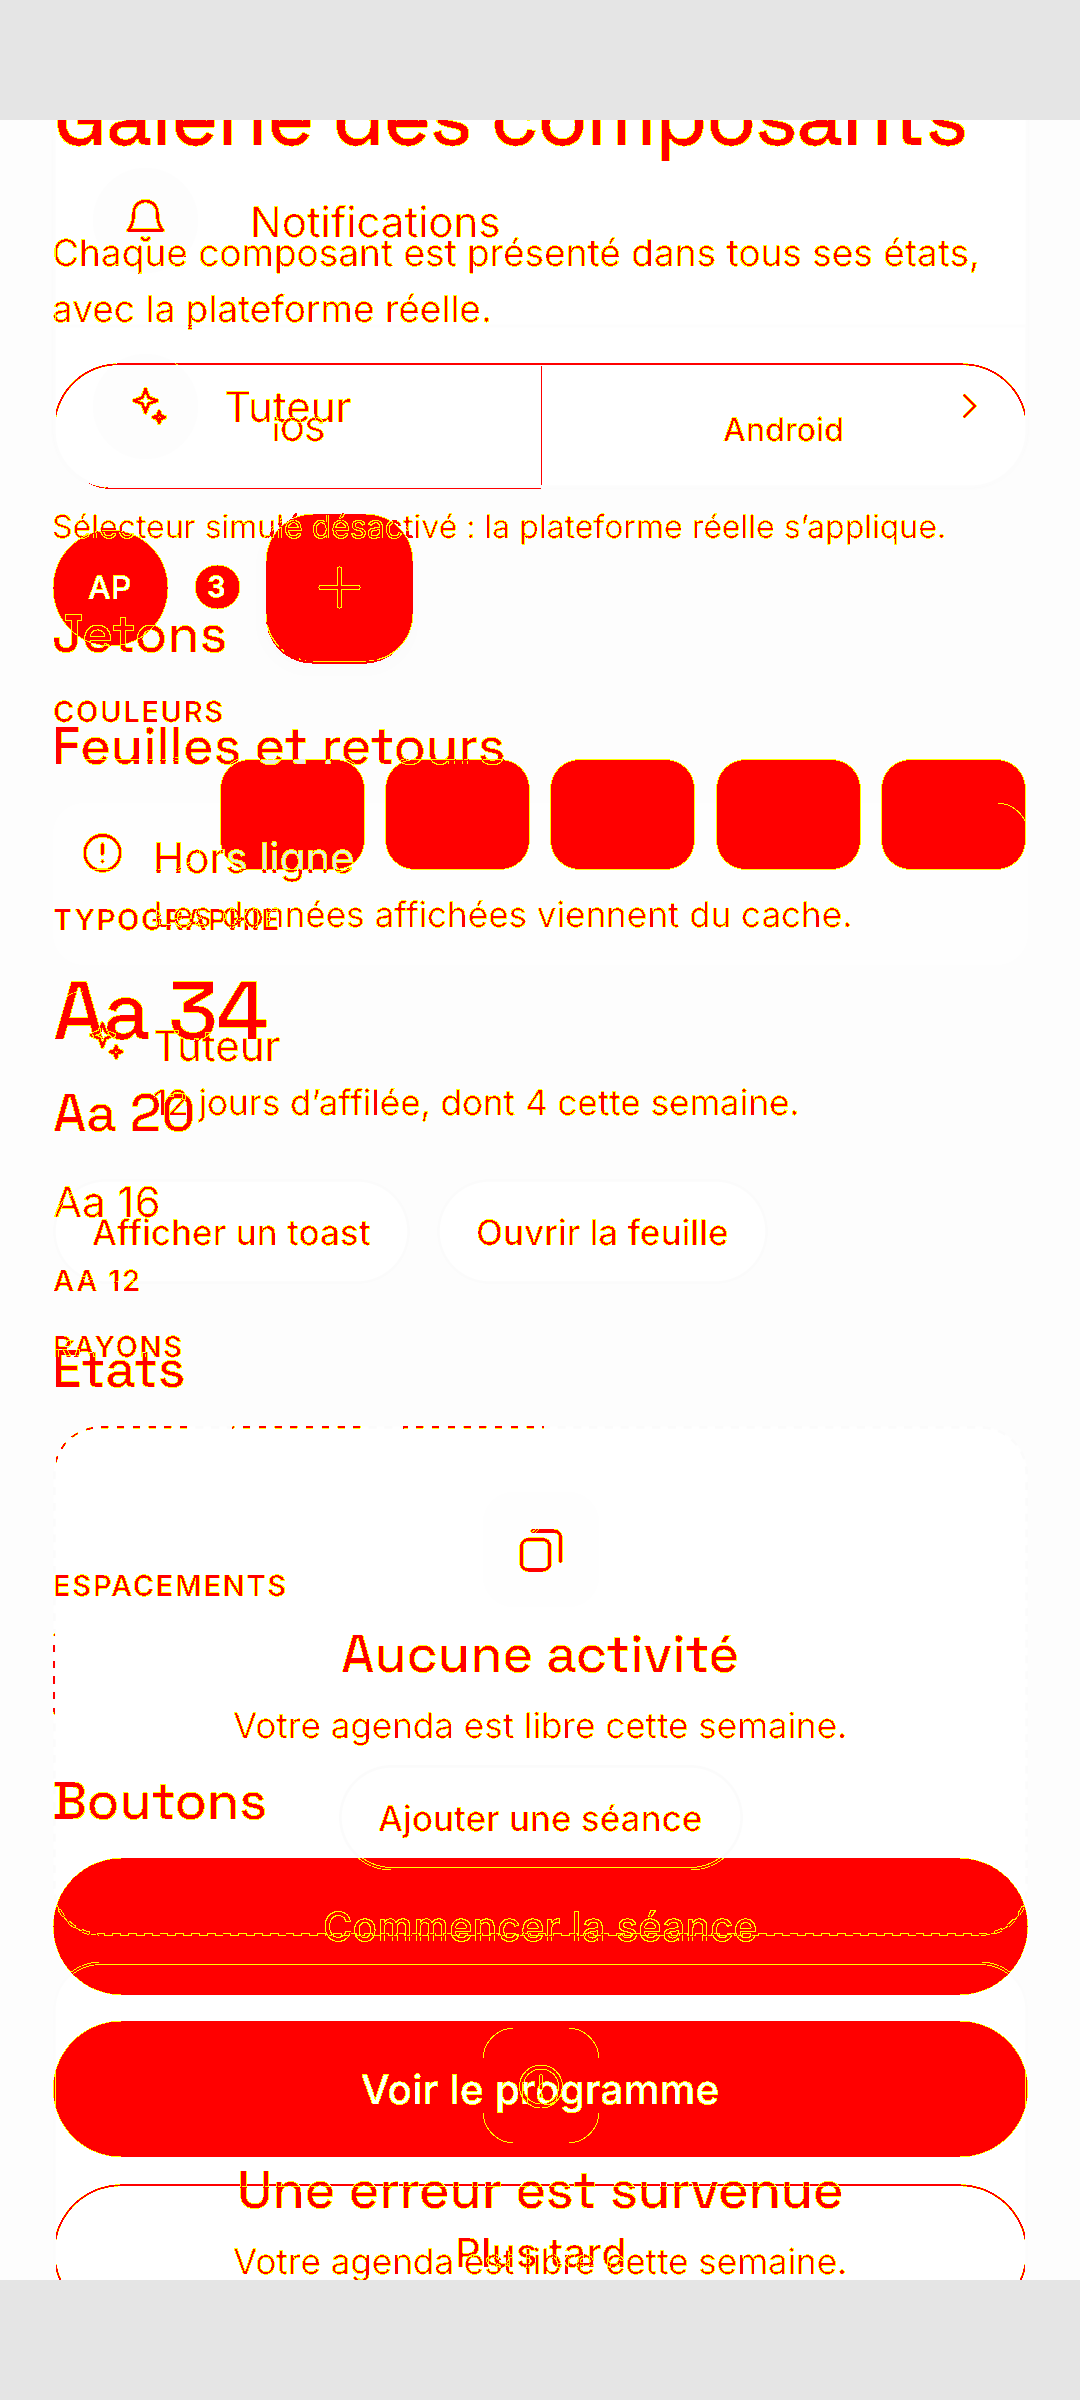 Galerie des composants
Notifications
Chaque composant est présenté dans tous ses états,
avec la plateforme réelle.
Tuteur
iOS
Android
Sélecteur simulé désactivé : la plateforme réelle s’applique.
AP
3
Jetons
COULEURS
Feuilles et retours
Hors ligne
TYPOGRAPHIE
Les données affichées viennent du cache.
Aa 34
Tuteur
Aa 20
12 jours d’affilée, dont 4 cette semaine.
Aa 16
Afficher un toast
Ouvrir la feuille
AA 12
RAYONS
États
ESPACEMENTS
Aucune activité
Votre agenda est libre cette semaine.
Boutons
Ajouter une séance
Commencer la séance
Voir le programme
Une erreur est survenue
Plus tard
Votre agenda est libre cette semaine.